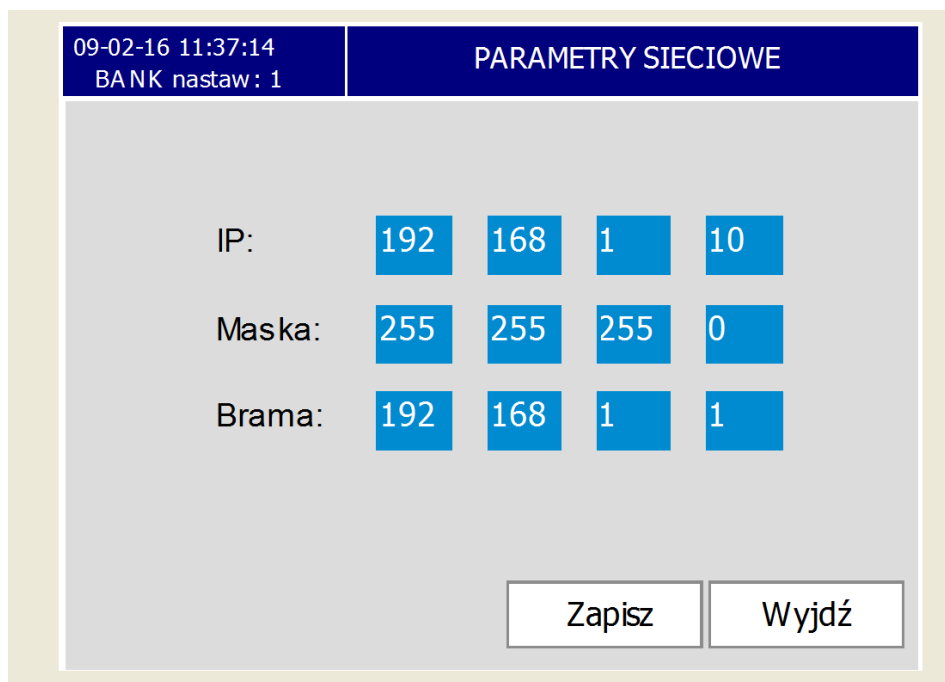 09-02-16 11:37:14
BANK nastaw: 1
PARAMETRY SIECIOWE
IP: 192 168 1 10
Maska: 255 255 255 0
Brama: 192 168 1 1
Zapisz Wyjdź